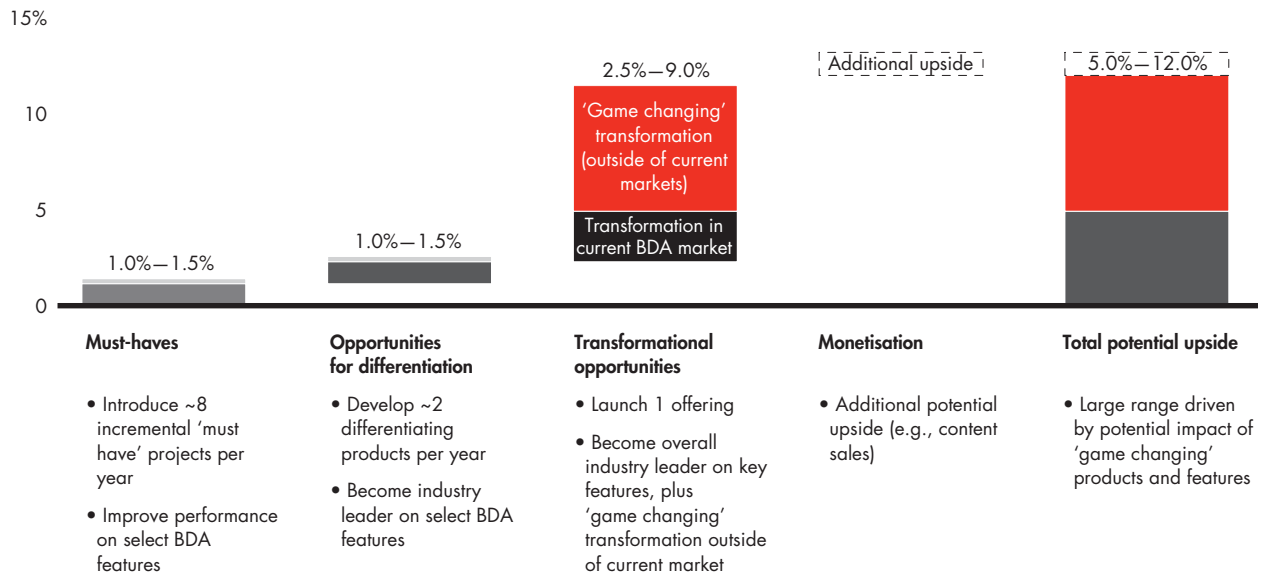 15%
10
5
0
1.0%–1.5%
1.0%–1.5%
2.5%–9.0%
'Game changing'
transformation
(outside of current
markets)
Transformation in
current BDA market
Additional upside
5.0%–12.0%
Must-haves
• Introduce ~8
incremental 'must
have' projects per
year
• Improve performance
on select BDA
features
Opportunities
for differentiation
• Develop ~2
differentiating
products per year
• Become industry
leader on select BDA
features
Transformational
opportunities
• Launch 1 offering
• Become overall
industry leader on key
features, plus
'game changing'
transformation outside
of current market
Monetisation
• Additional potential
upside (e.g., content
sales)
Total potential upside
• Large range driven
by potential impact of
'game changing'
products and features